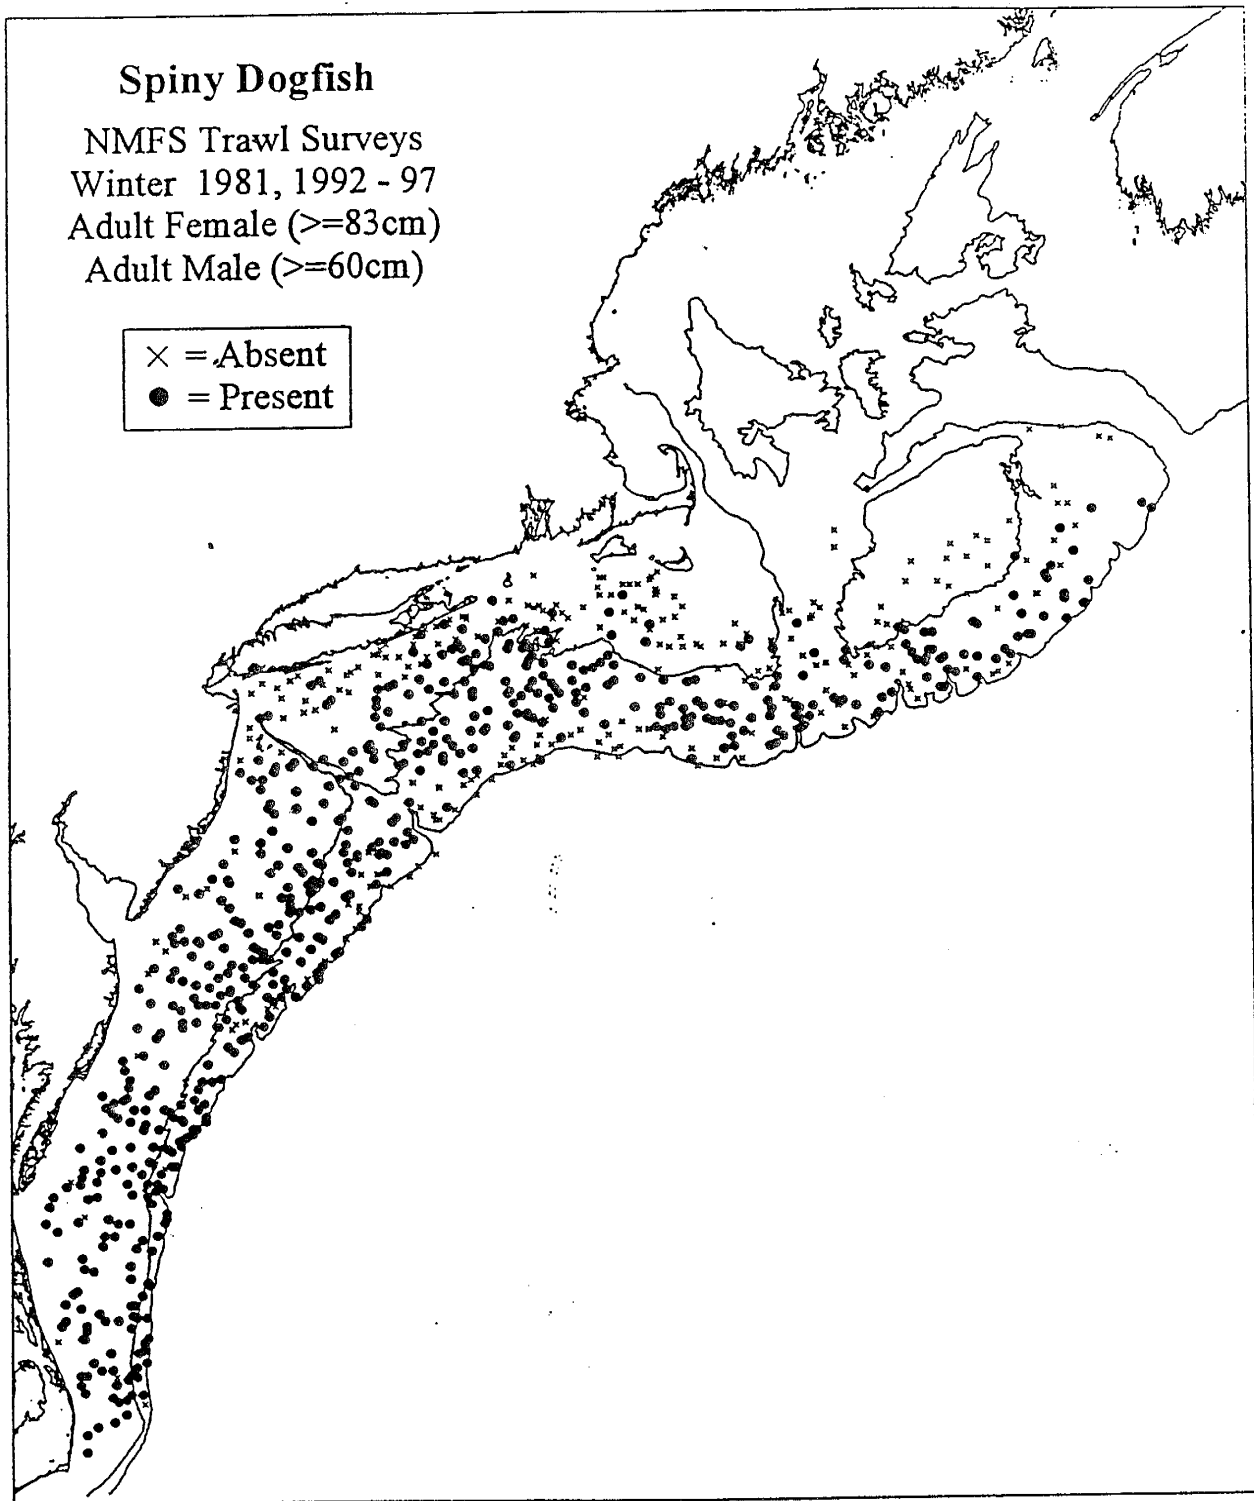 Spiny Dogfish
NMFS Trawl Surveys
Winter 1981, 1992 - 97
Adult Female (>=83cm)
Adult Male (>=60cm)
× = Absent
● = Present